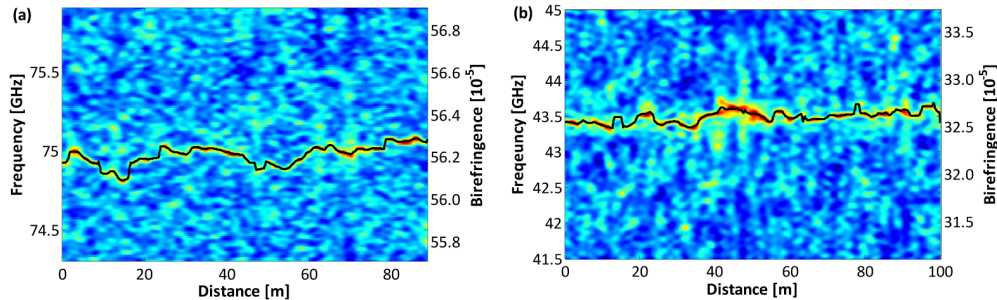 (a)
Frequency [GHz]
75.5
75
74.5
0 20 40 60 80
Distance [m]
56.8
56.6
56.4
56.2
56.0
55.8
Birefringence [10-5]
(b)
Frequency [GHz]
45
44.5
44
43.5
43
42.5
42
41.5
0 20 40 60 80 100
Distance [m]
33.5
33.0
32.5
32.0
31.5
Birefringence [10-5]